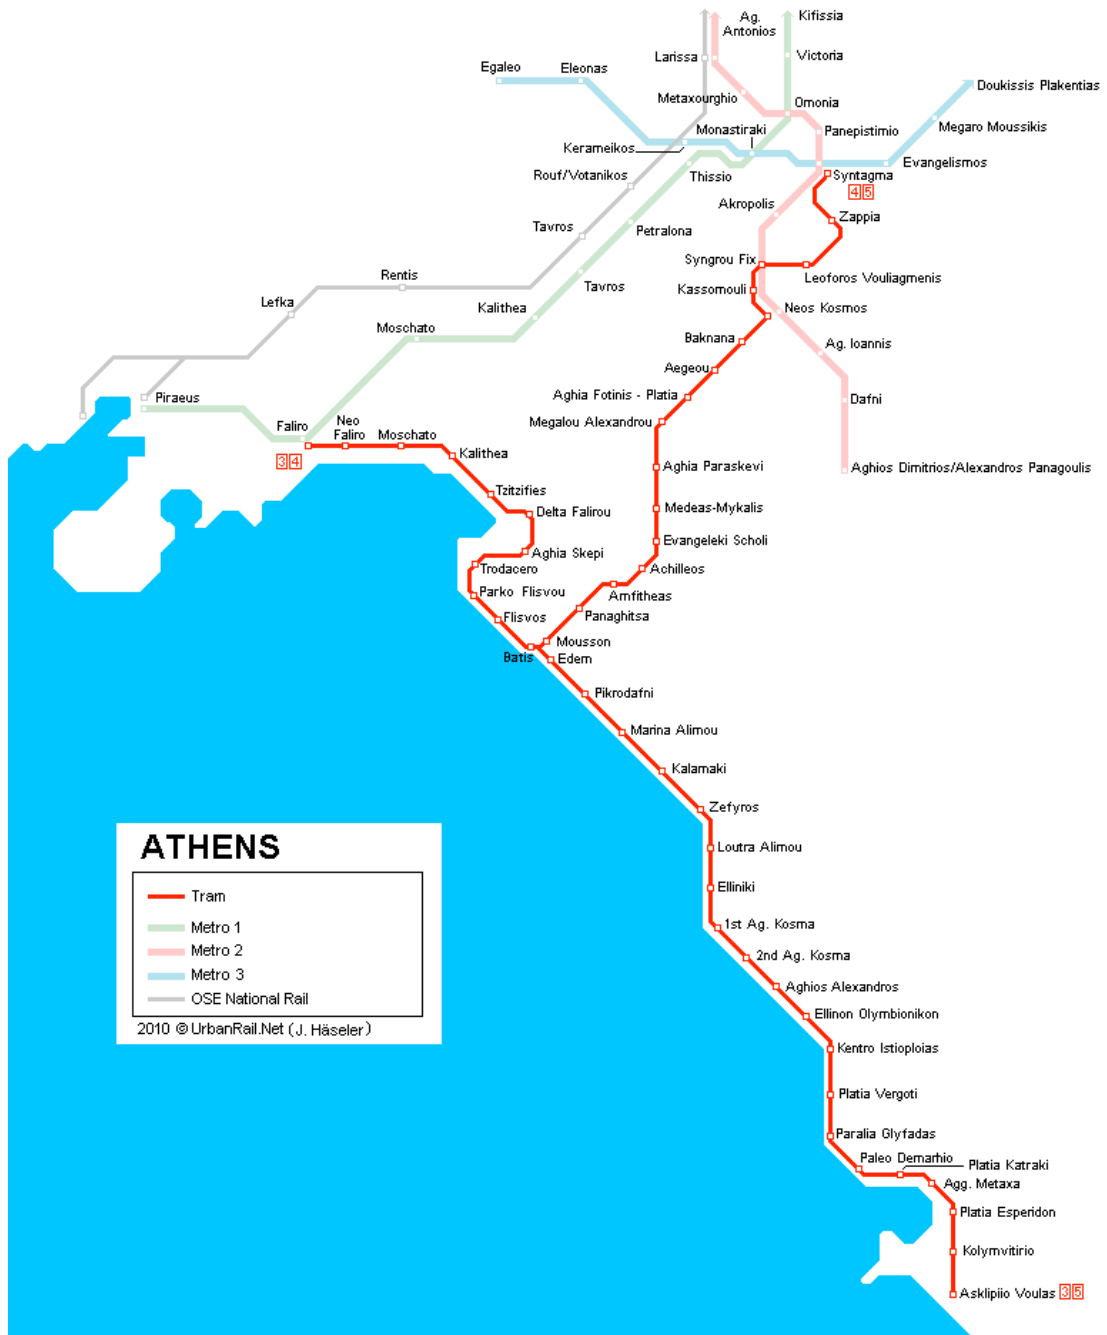 Ag.
Antonios
Kifissia
Larissa
Victoria
Egaleo
Eleonas
Doukissis Plakentias
Metaxourghio
Omonia
Panepistimio
Megaro Moussikis
Monastiraki
Kerameikos
Evangelismos
Thissio
Rouf/Votanikos
Syntagma
4 5
Akropolis
Zappia
Tavros
Petralona
Syngrou Fix
Leoforos Vouliagmenis
Rentis
Tavros
Kassomouli
Lefka
Kalithea
Neos Kosmos
Moschato
Baknana
Ag. Ioannis
Aegeou
Piraeus
Aghia Fotinis - Platia
Dafni
Megalou Alexandrou
Faliro
Neo
Faliro
Moschato
3 4
Kalithea
Aghia Paraskevi
Aghios Dimitrios/Alexandros Panagoulis
Tzitzifies
Medeas-Mykalis
Delta Falirou
Evangeleki Scholi
Aghia Skepi
Trodacero
Achilleos
Parko Flisvou
Amfitheas
Flisvos
Panaghitsa
Mousson
Batis
Edem
Pikrodafni
Marina Alimou
Kalamaki
Zefyros
Loutra Alimou
Elliniki
1st Ag. Kosma
2nd Ag. Kosma
Aghios Alexandros
Ellinon Olymbionikon
Kentro Istioploias
Platia Vergoti
Paralia Glyfadas
Paleo Demarhio
Platia Katraki
Agg. Metaxa
Platia Esperidon
Kolymvitirio
Asklipiio Voulas 3 5
ATHENS
Tram
Metro 1
Metro 2
Metro 3
OSE National Rail
2010 © UrbanRail.Net (J. Häseler)